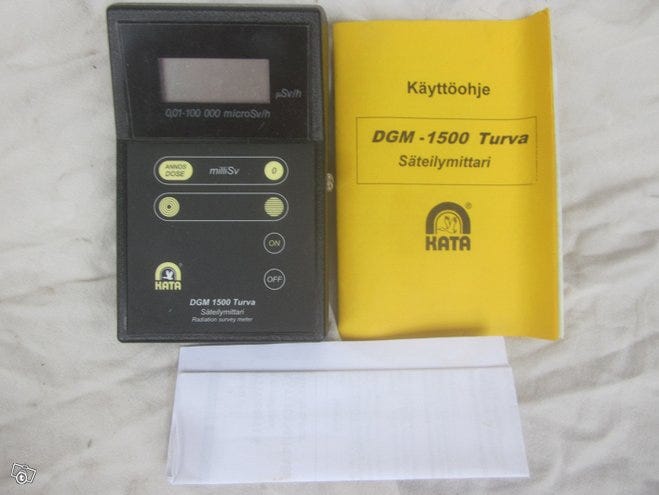 µSv/h
0,01-100 000 microSv/h
ANNOS
DOSE
milliSv
0
ON
OFF
KATA
DGM 1500 Turva
Säteilymittari
Radiation survey meter
Käyttöohje
DGM - 1500 Turva
Säteilymittari
®
KATA